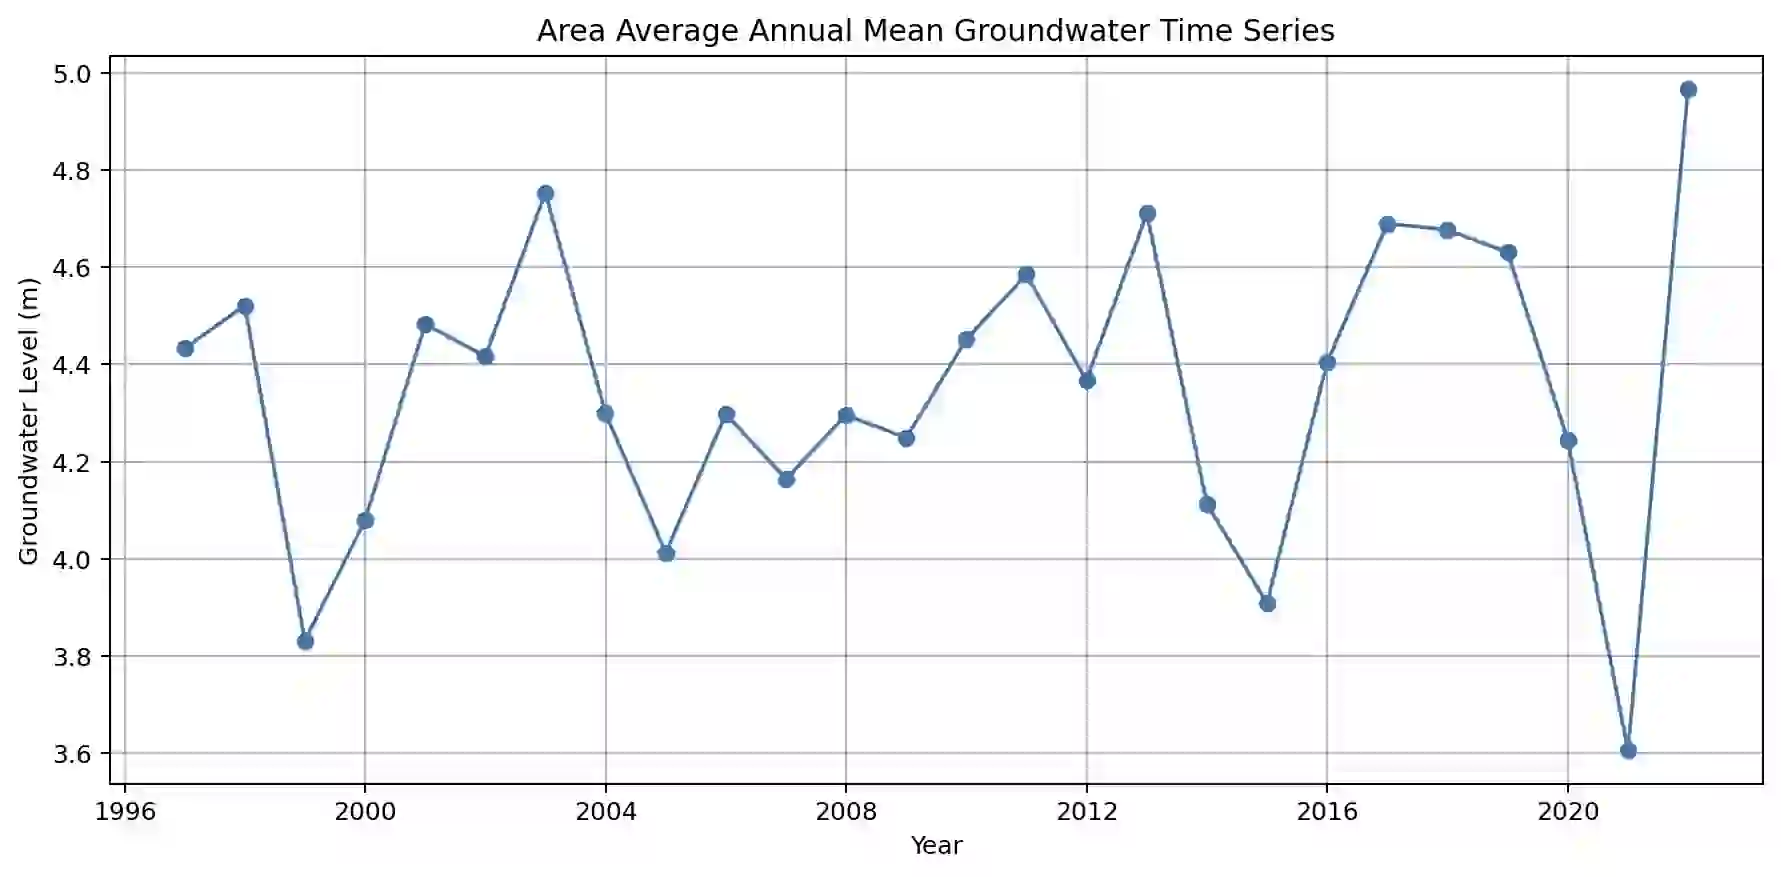 Area Average Annual Mean Groundwater Time Series
5.0
4.8
4.6
4.4
4.2
4.0
3.8
3.6
Groundwater Level (m)
1996 2000 2004 2008 2012 2016 2020
Year